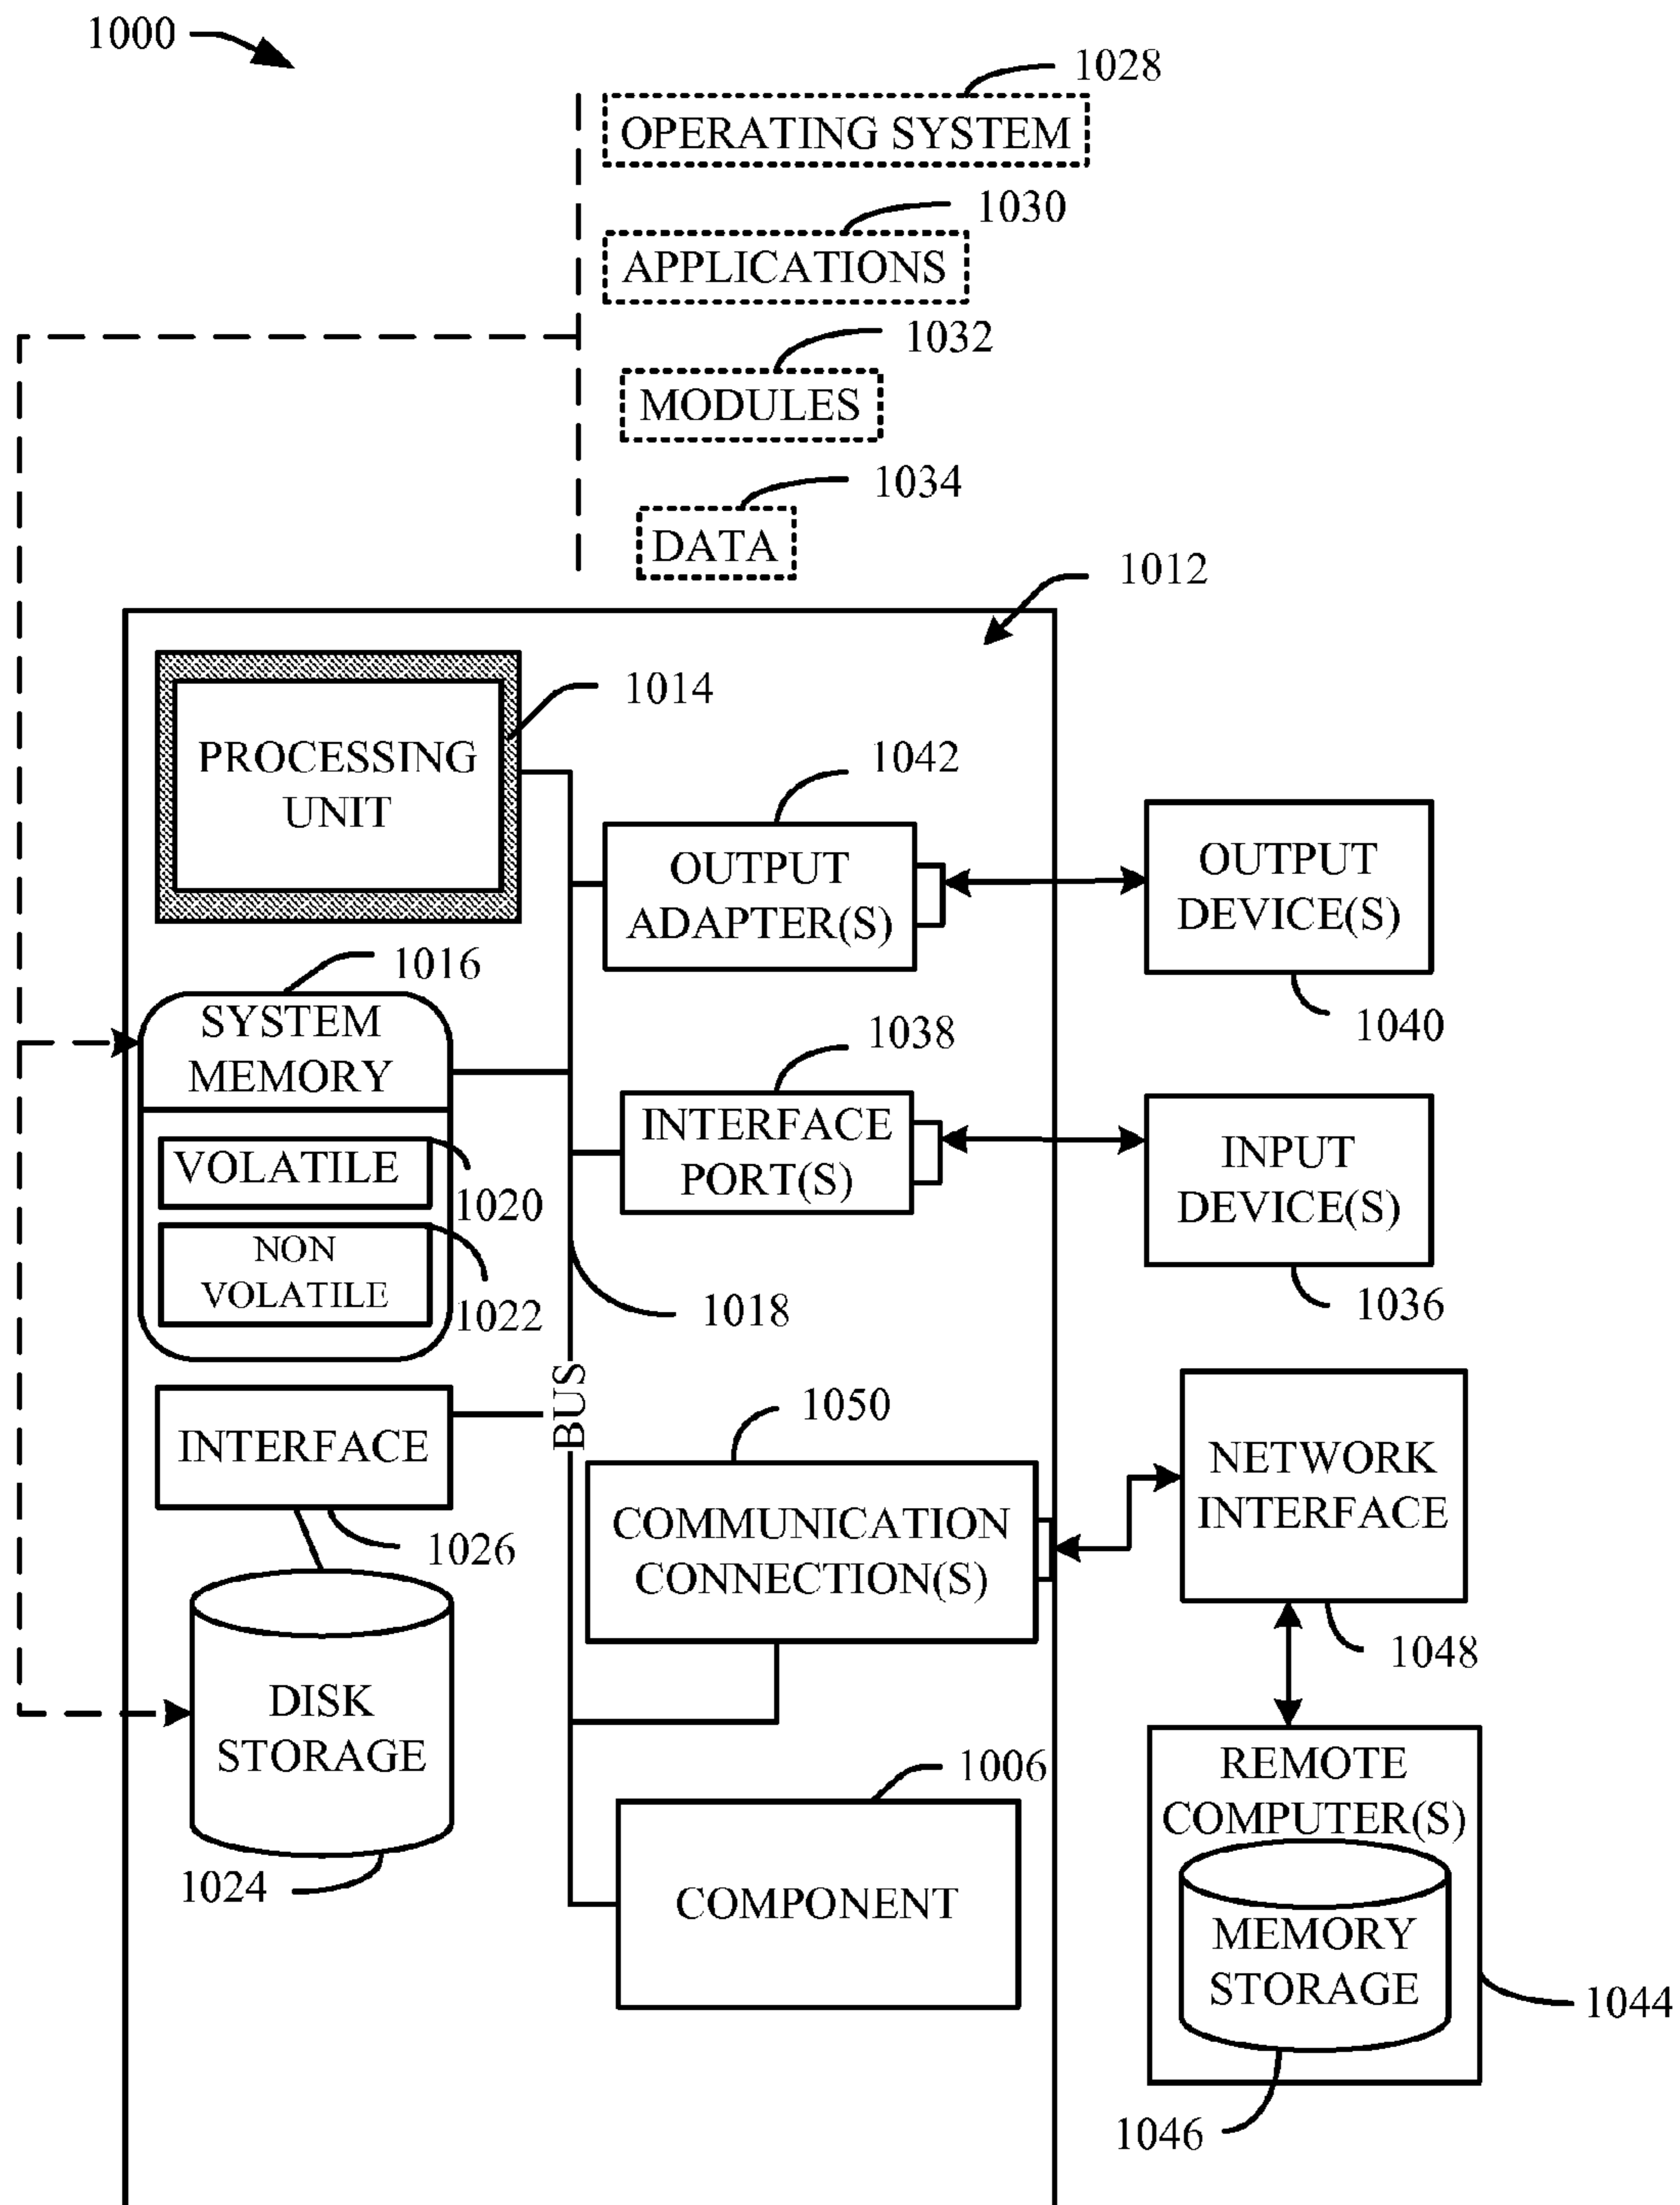 1000
1028
OPERATING SYSTEM
1030
APPLICATIONS
1032
MODULES
1034
DATA
1012
1014
PROCESSING
UNIT
1042
OUTPUT
ADAPTER(S)
OUTPUT
DEVICE(S)
1040
1016
SYSTEM
MEMORY
1038
INTERFACE
PORT(S)
INPUT
DEVICE(S)
1036
VOLATILE
1020
NON
VOLATILE
1022
1018
BUS
INTERFACE
1026
1050
COMMUNICATION
CONNECTION(S)
NETWORK
INTERFACE
1048
DISK
STORAGE
1024
1006
COMPONENT
REMOTE
COMPUTER(S)
MEMORY
STORAGE
1044
1046